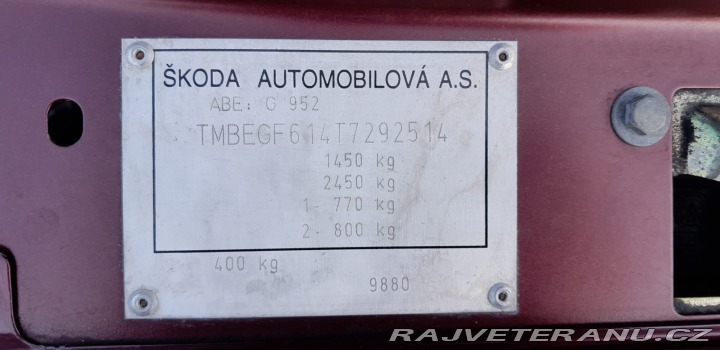 ŠKODA AUTOMOBILOVÁ A.S.
ABE: G 952
TMBEGF614T7292514
1450 kg
2450 kg
1- 770 kg
2- 800 kg
400 kg
9880
RAJVETERANU.CZ